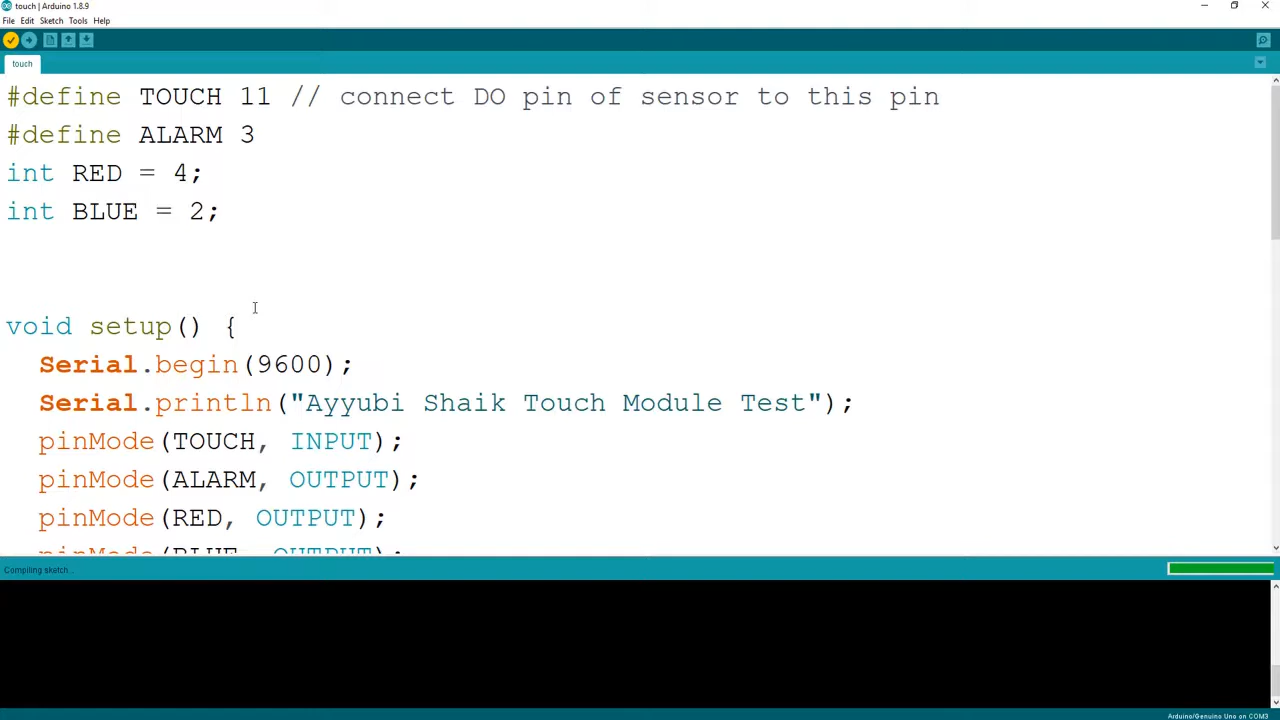 touch | Arduino 1.8.9
File Edit Sketch Tools Help
touch
#define TOUCH 11 // connect DO pin of sensor to this pin
#define ALARM 3
int RED = 4;
int BLUE = 2;
void setup() {
Serial.begin(9600);
Serial.println("Ayyubi Shaik Touch Module Test");
pinMode(TOUCH, INPUT);
pinMode(ALARM, OUTPUT);
pinMode(RED, OUTPUT);
pinMode(BLUE, OUTPUT);
Compiling sketch...
Arduino/Genuino Uno on COM3